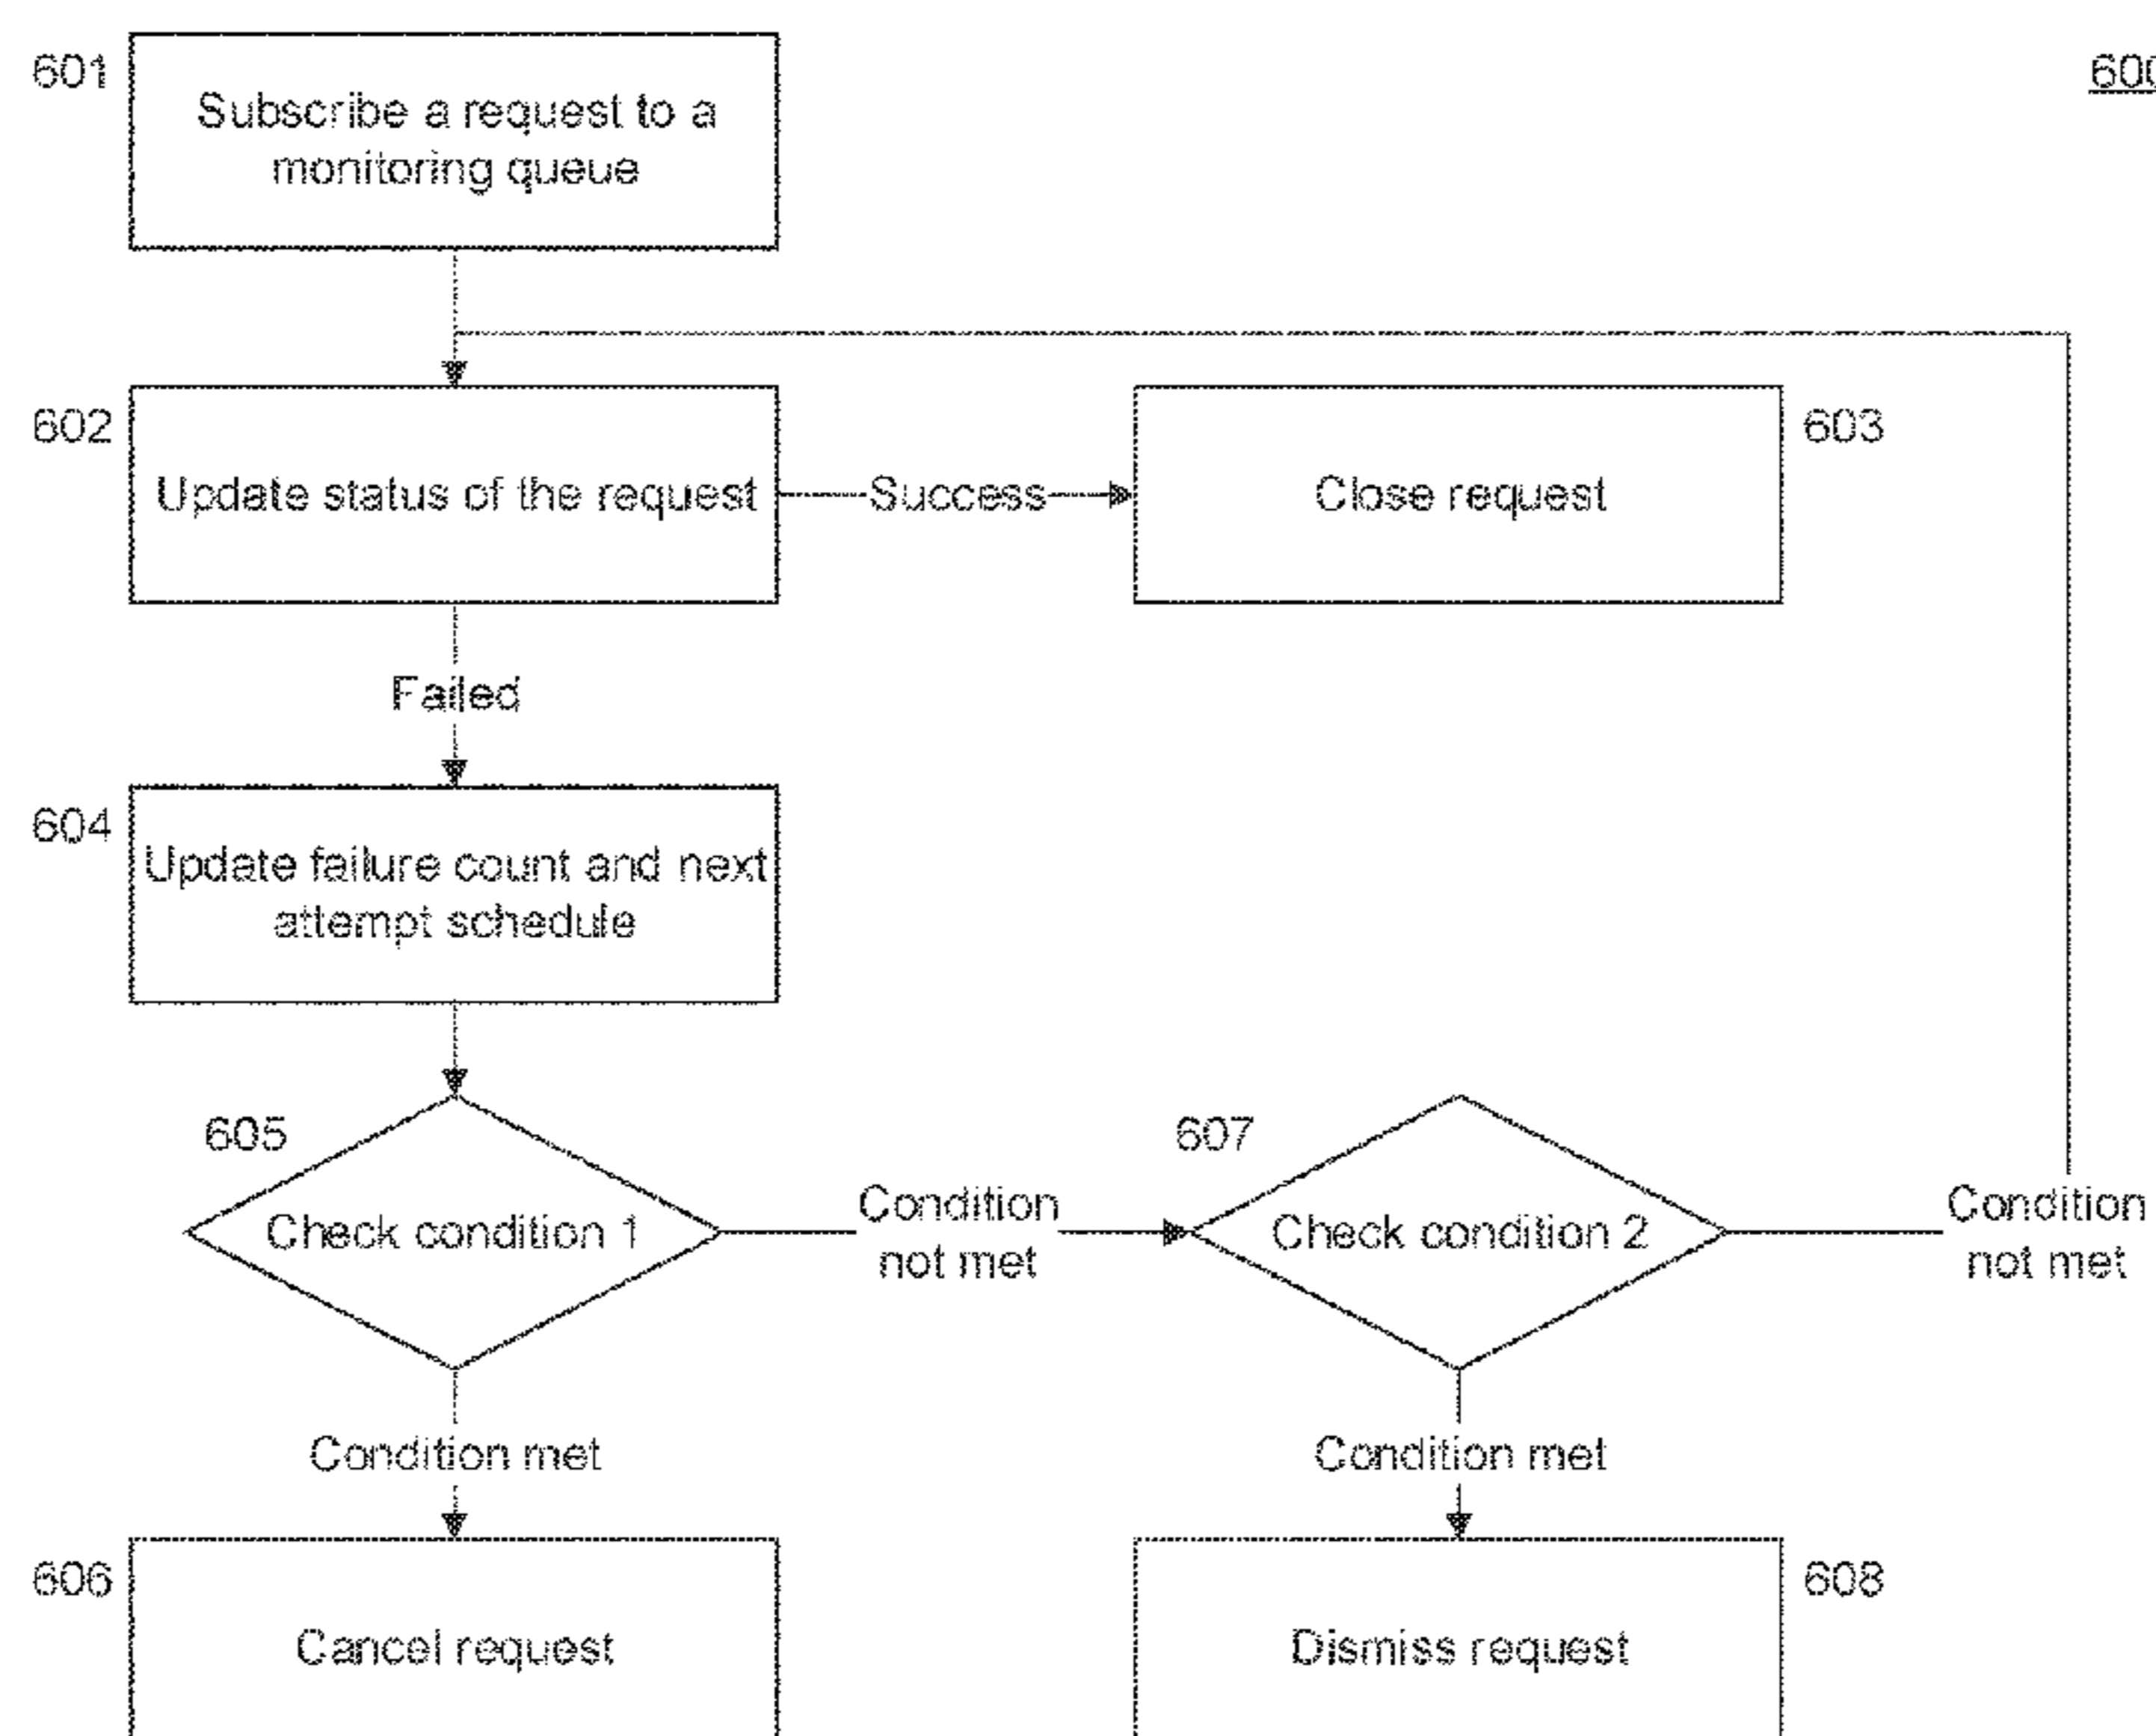 601
Subscribe a request to a
monitoring queue
600
602
Update status of the request
Success
Close request
603
Failed
604
Update failure count and next
attempt schedule
605
Check condition 1
Condition
not met
607
Check condition 2
Condition
not met
Condition met
Condition met
606
Cancel request
Dismiss request
608